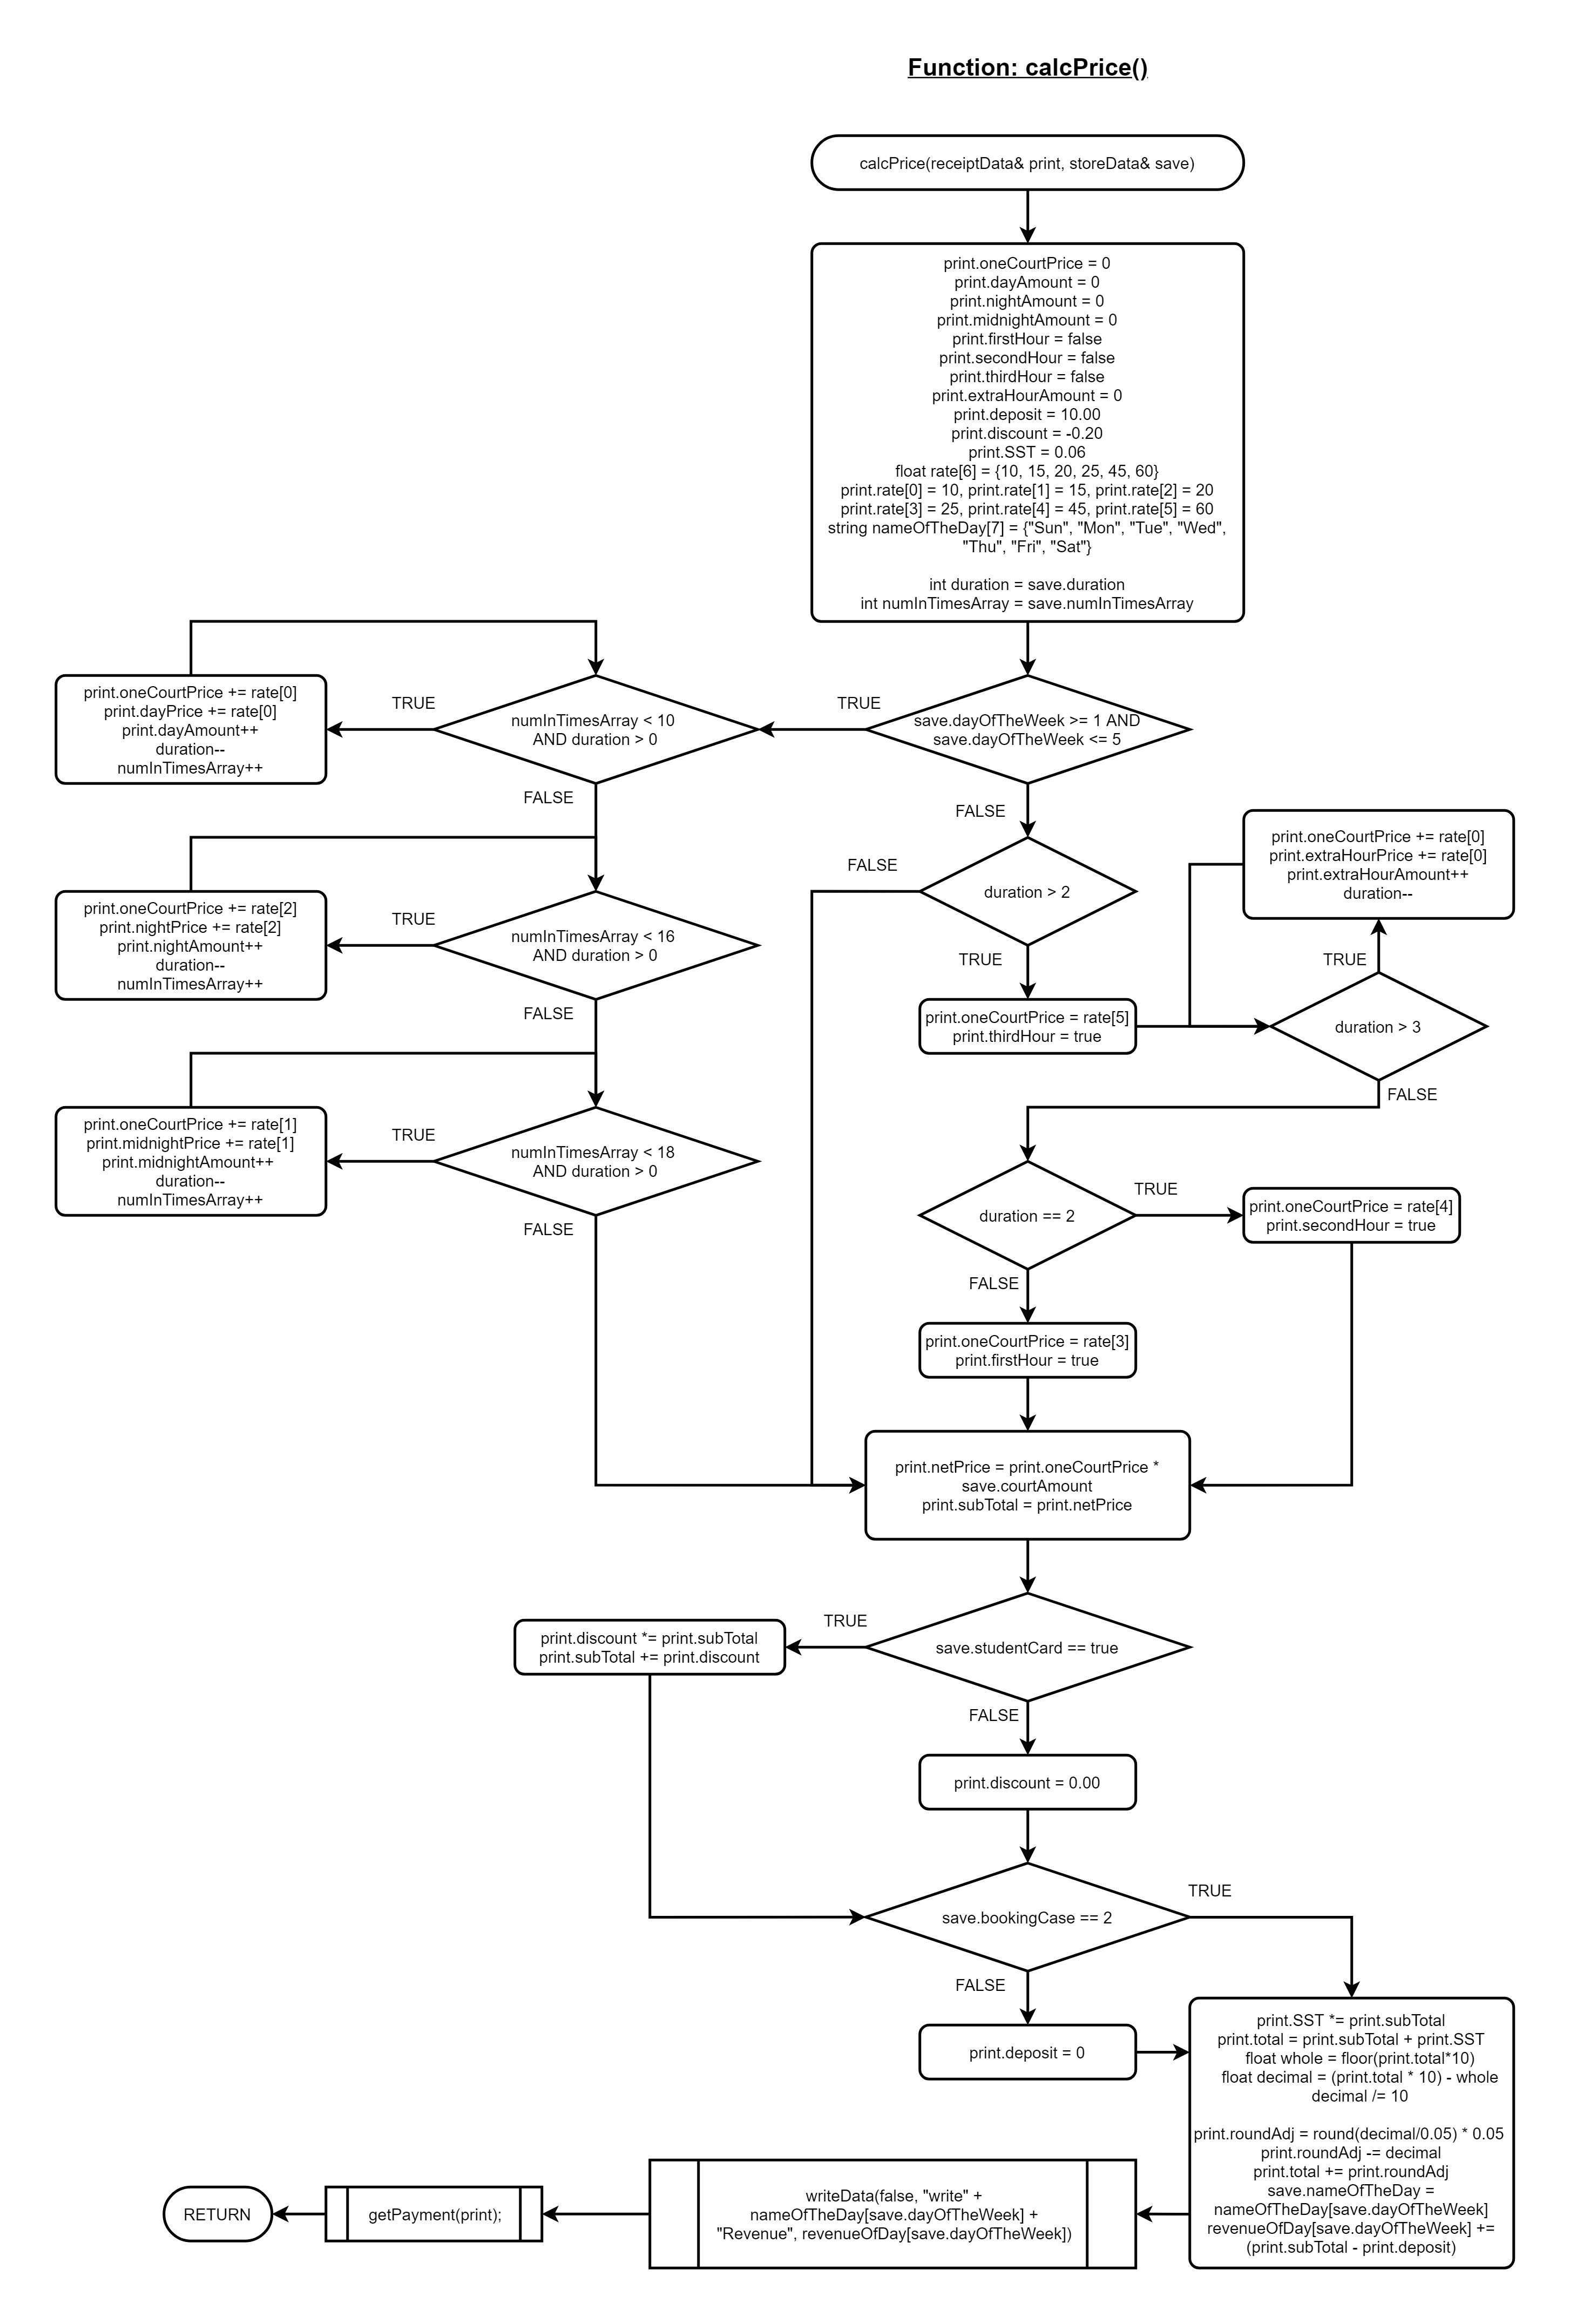 Function: calcPrice()
calcPrice(receiptData& print, storeData& save)
print.oneCourtPrice = 0
print.dayAmount = 0
print.nightAmount = 0
print.midnightAmount = 0
print.firstHour = false
print.secondHour = false
print.thirdHour = false
print.extraHourAmount = 0
print.deposit = 10.00
print.discount = -0.20
print.SST = 0.06
float rate[6] = {10, 15, 20, 25, 45, 60}
print.rate[0] = 10, print.rate[1] = 15, print.rate[2] = 20
print.rate[3] = 25, print.rate[4] = 45, print.rate[5] = 60
string nameOfTheDay[7] = {"Sun", "Mon", "Tue", "Wed",
"Thu", "Fri", "Sat"}
int duration = save.duration
int numInTimesArray = save.numInTimesArray
save.dayOfTheWeek >= 1 AND
save.dayOfTheWeek <= 5
TRUE
numInTimesArray < 10
AND duration > 0
TRUE
print.oneCourtPrice += rate[0]
print.dayPrice += rate[0]
print.dayAmount++
duration--
numInTimesArray++
FALSE
numInTimesArray < 16
AND duration > 0
TRUE
print.oneCourtPrice += rate[2]
print.nightPrice += rate[2]
print.nightAmount++
duration--
numInTimesArray++
FALSE
numInTimesArray < 18
AND duration > 0
TRUE
print.oneCourtPrice += rate[1]
print.midnightPrice += rate[1]
print.midnightAmount++
duration--
numInTimesArray++
FALSE
FALSE
duration > 2
FALSE
TRUE
print.oneCourtPrice = rate[5]
print.thirdHour = true
duration > 3
TRUE
print.oneCourtPrice += rate[0]
print.extraHourPrice += rate[0]
print.extraHourAmount++
duration--
FALSE
duration == 2
TRUE
print.oneCourtPrice = rate[4]
print.secondHour = true
FALSE
print.oneCourtPrice = rate[3]
print.firstHour = true
print.netPrice = print.oneCourtPrice *
save.courtAmount
print.subTotal = print.netPrice
save.studentCard == true
TRUE
print.discount *= print.subTotal
print.subTotal += print.discount
FALSE
print.discount = 0.00
save.bookingCase == 2
TRUE
FALSE
print.deposit = 0
print.SST *= print.subTotal
print.total = print.subTotal + print.SST
float whole = floor(print.total*10)
float decimal = (print.total * 10) - whole
decimal /= 10
print.roundAdj = round(decimal/0.05) * 0.05
print.roundAdj -= decimal
print.total += print.roundAdj
save.nameOfTheDay =
nameOfTheDay[save.dayOfTheWeek]
revenueOfDay[save.dayOfTheWeek] +=
(print.subTotal - print.deposit)
writeData(false, "write" +
nameOfTheDay[save.dayOfTheWeek] +
"Revenue", revenueOfDay[save.dayOfTheWeek])
getPayment(print);
RETURN